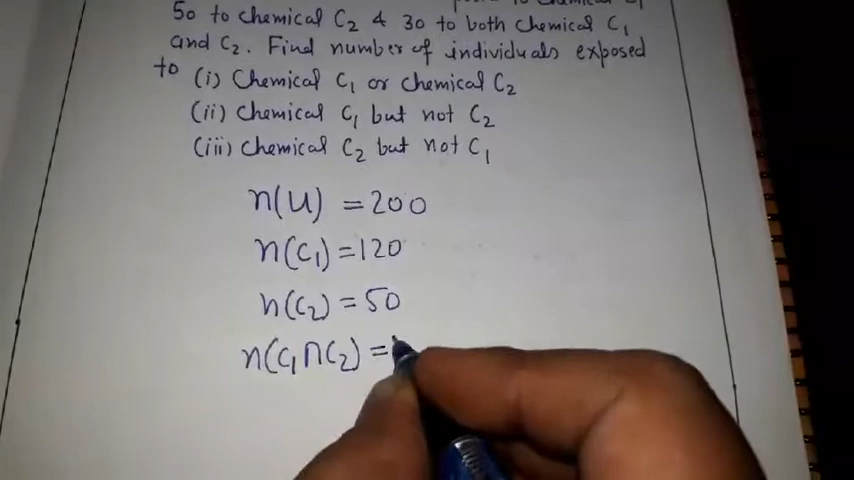 50 to chemical C₂ & 30 to both chemical C₁
and C₂. Find number of individuals exposed
to (i) Chemical C₁ or chemical C₂
(ii) Chemical C₁ but not C₂
(iii) Chemical C₂ but not C₁
n(U) = 200
n(C₁) = 120
n(C₂) = 50
n(C₁∩C₂) =